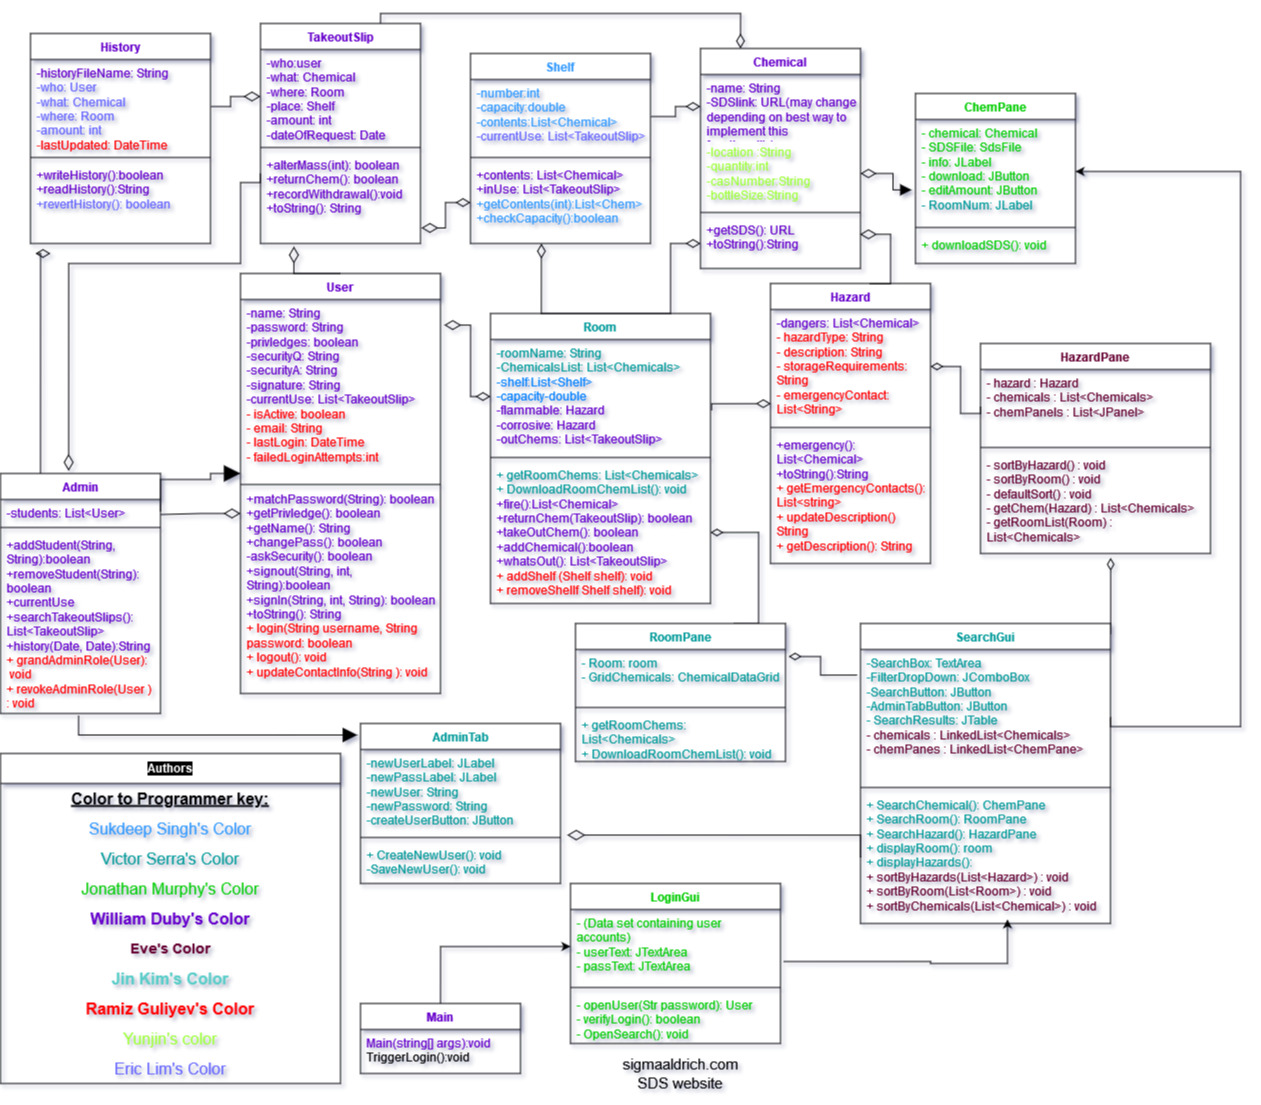 History
-historyFileName: String
-who: User
-what: Chemical
-where: Room
-amount: int
-lastUpdated: DateTime
+writeHistory():boolean
+readHistory():String
+revertHistory(): boolean
TakeoutSlip
-who:user
-what: Chemical
-where: Room
-place: Shelf
-amount: int
-dateOfRequest: Date
+alterMass(int): boolean
+returnChem(): boolean
+recordWithdrawal():void
+toString(): String
Shelf
-number:int
-capacity:double
-contents:List<Chemical>
-currentUse: List<TakeoutSlip>
+contents: List<Chemical>
+inUse: List<TakeoutSlip>
+getContents(int):List<Chem>
+checkCapacity():boolean
Chemical
-name: String
-SDSlink: URL(may change
depending on best way to
implement this
-location: String
-quantity:int
-casNumber:String
-bottleSize:String
+getSDS(): URL
+toString():String
ChemPane
- chemical: Chemical
- SDSFile: SdsFile
- info: JLabel
- download: JButton
- editAmount: JButton
- RoomNum: JLabel
+ downloadSDS(): void
User
-name: String
-password: String
-privledges: boolean
-securityQ: String
-securityA: String
-signature: String
-currentUse: List<TakeoutSlip>
- isActive: boolean
- email: String
- lastLogin: DateTime
- failedLoginAttempts:int
+matchPassword(String): boolean
+getPrivledge(): boolean
+getName(): String
+changePass(): boolean
-askSecurity(): boolean
+signout(String, int,
String):boolean
+signIn(String, int, String): boolean
+toString(): String
+ login(String username, String
password: boolean
+ logout(): void
+ updateContactInfo(String ): void
Room
-roomName: String
-ChemicalsList: List<Chemicals>
-shelf:List<Shelf>
-capacity-double
-flammable: Hazard
-corrosive: Hazard
-outChems: List<TakeoutSlip>
+ getRoomChems: List<Chemicals>
+ DownloadRoomChemList(): void
+fire():List<Chemical>
+returnChem(TakeoutSlip): boolean
+takeOutChem(): boolean
+addChemical():boolean
+whatsOut(): List<TakeoutSlip>
+ addShelf (Shelf shelf): void
+ removeShellf Shelf shelf): void
Hazard
-dangers: List<Chemical>
- hazardType: String
- description: String
- storageRequirements:
String
- emergencyContact:
List<String>
+emergency():
List<Chemical>
+toString():String
+ getEmergencyContacts():
List<string>
+ updateDescription()
String
+ getDescription(): String
HazardPane
- hazard : Hazard
- chemicals : List<Chemicals>
- chemPanels : List<JPanel>
- sortByHazard() : void
- sortByRoom() : void
- defaultSort() : void
- getChem(Hazard) : List<Chemicals>
- getRoomList(Room) :
List<Chemicals>
Admin
-students: List<User>
+addStudent(String,
String):boolean
+removeStudent(String):
boolean
+currentUse
+searchTakeoutSlips():
List<TakeoutSlip>
+history(Date, Date):String
+ grandAdminRole(User):
void
+ revokeAdminRole(User )
: void
RoomPane
- Room: room
- GridChemicals: ChemicalDataGrid
+ getRoomChems:
List<Chemicals>
+ DownloadRoomChemList(): void
SearchGui
-SearchBox: TextArea
-FilterDropDown: JComboBox
-SearchButton: JButton
-AdminTabButton: JButton
- SearchResults: JTable
- chemicals : LinkedList<Chemicals>
- chemPanes : LinkedList<ChemPane>
+ SearchChemical(): ChemPane
+ SearchRoom(): RoomPane
+ SearchHazard(): HazardPane
+ displayRoom(): room
+ displayHazards():
+ sortByHazards(List<Hazard>) : void
+ sortByRoom(List<Room>) : void
+ sortByChemicals(List<Chemical>) : void
AdminTab
-newUserLabel: JLabel
-newPassLabel: JLabel
-newUser: String
-newPassword: String
-createUserButton: JButton
+ CreateNewUser(): void
-SaveNewUser(): void
Authors
Color to Programmer key:
Sukdeep Singh's Color
Victor Serra's Color
Jonathan Murphy's Color
William Duby's Color
Eve's Color
Jin Kim's Color
Ramiz Guliyev's Color
Yunjin's color
Eric Lim's Color
LoginGui
- (Data set containing user
accounts)
- userText: JTextArea
- passText: JTextArea
- openUser(Str password): User
- verifyLogin(): boolean
- OpenSearch(): void
Main
Main(string[] args):void
TriggerLogin():void
sigmaaldrich.com
SDS website